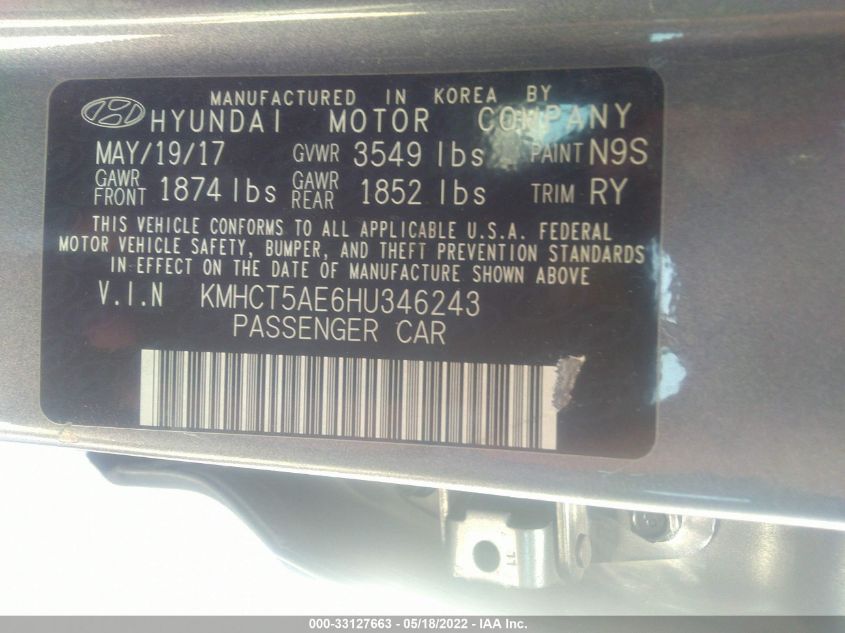 MANUFACTURED IN KOREA BY
HYUNDAI MOTOR COMPANY
MAY/19/17 GVWR 3549 lbs PAINT N9S
GAWR FRONT 1874 lbs GAWR REAR 1852 lbs TRIM RY
THIS VEHICLE CONFORMS TO ALL APPLICABLE U.S.A. FEDERAL
MOTOR VEHICLE SAFETY, BUMPER, AND THEFT PREVENTION STANDARDS
IN EFFECT ON THE DATE OF MANUFACTURE SHOWN ABOVE
V.I.N KMHCT5AE6HU346243
PASSENGER CAR
LL
000-33127663 - 05/18/2022 - IAA Inc.